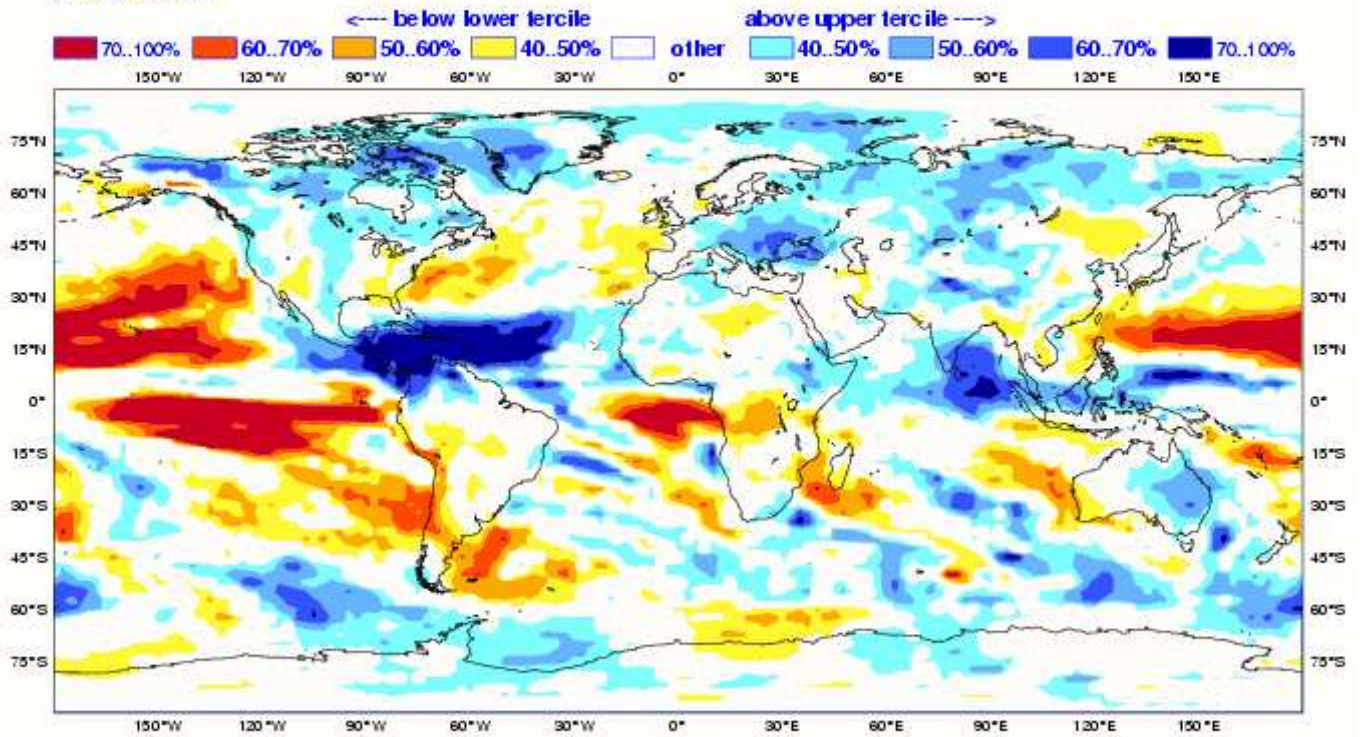 <---- below lower tercile above upper tercile ---->
70..100% 60..70% 50..60% 40..50% other 40..50% 50..60% 60..70% 70..100%
150°W 120°W 90°W 60°W 30°W 0° 30°E 60°E 90°E 120°E 150°E
75°N 75°N
60°N 60°N
45°N 45°N
30°N 30°N
15°N 15°N
0° 0°
15°S 15°S
30°S 30°S
45°S 45°S
60°S 60°S
75°S 75°S
150°W 120°W 90°W 60°W 30°W 0° 30°E 60°E 90°E 120°E 150°E